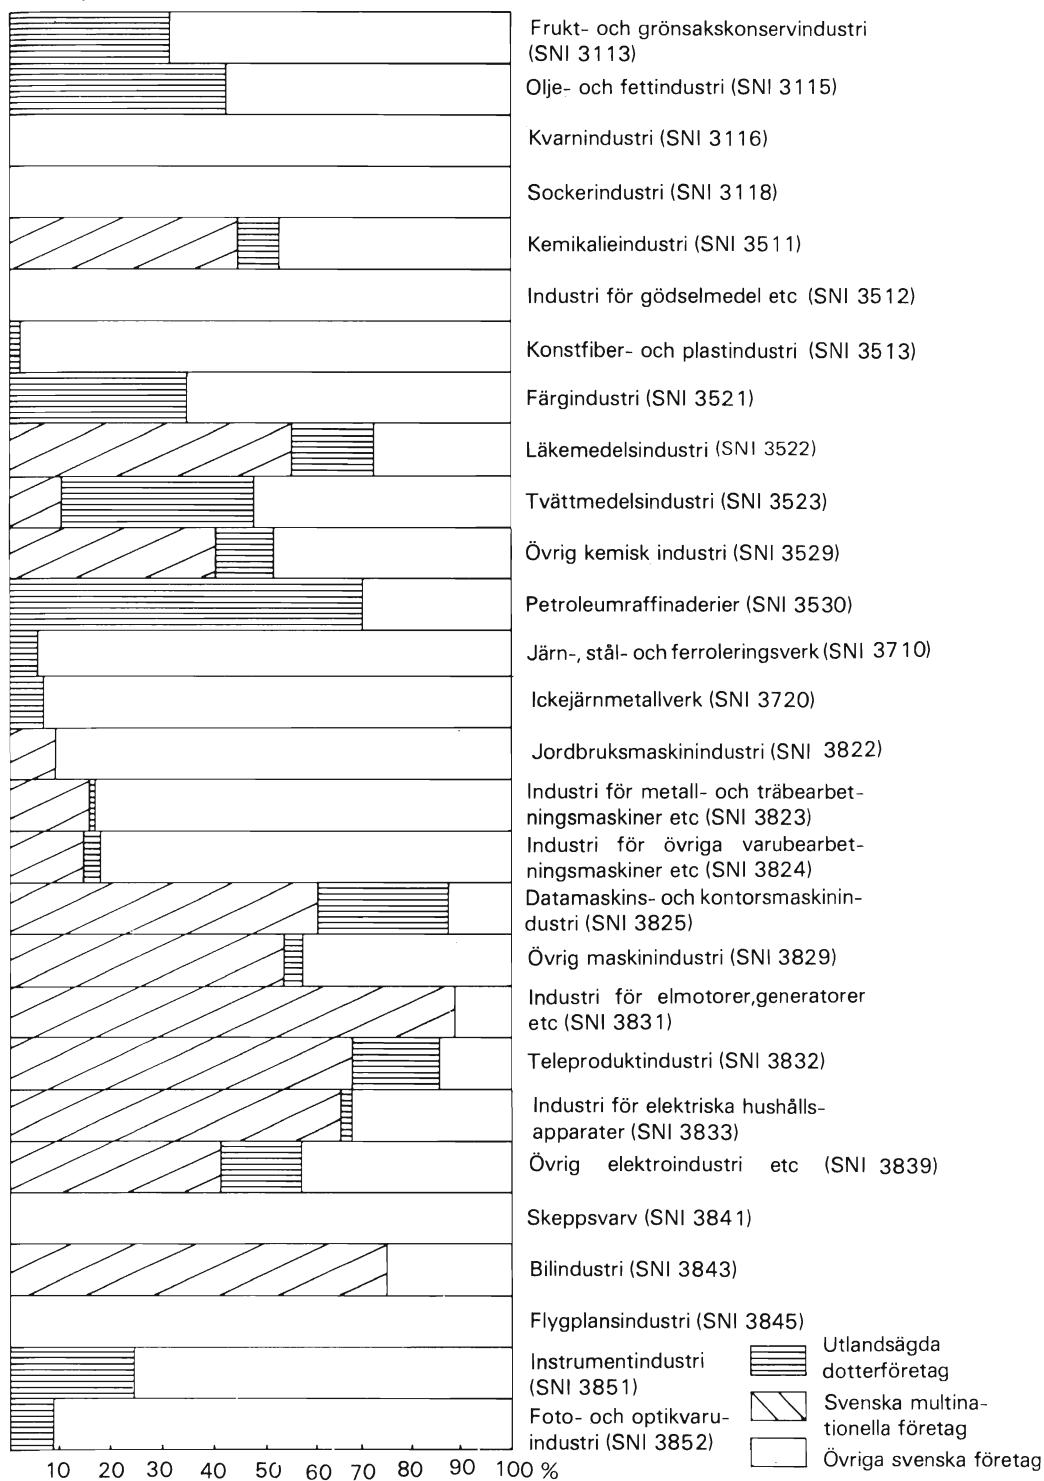 Frukt- och grönsakskonservindustri
(SNI 3113)
Olje- och fettindustri (SNI 3115)
Kvarnindustri (SNI 3116)
Sockerindustri (SNI 3118)
Kemikalieindustri (SNI 3511)
Industri för gödselmedel etc (SNI 3512)
Konstfiber- och plastindustri (SNI 3513)
Färgindustri (SNI 3521)
Läkemedelsindustri (SNI 3522)
Tvättmedelsindustri (SNI 3523)
Övrig kemisk industri (SNI 3529)
Petroleumraffinaderier (SNI 3530)
Järn-, stål- och ferroleringsverk (SNI 3710)
Ickejärnmetallverk (SNI 3720)
Jordbruksmaskinindustri (SNI 3822)
Industri för metall- och träbearbet-
ningsmaskiner etc (SNI 3823)
Industri för övriga varubearbet-
ningsmaskiner etc (SNI 3824)
Datamaskins- och kontorsmaskinin-
dustri (SNI 3825)
Övrig maskinindustri (SNI 3829)
Industri för elmotorer,generatorer
etc (SNI 3831)
Teleproduktindustri (SNI 3832)
Industri för elektriska hushålls-
apparater (SNI 3833)
Övrig elektroindustri etc (SNI 3839)
Skeppsvarv (SNI 3841)
Bilindustri (SNI 3843)
Flygplansindustri (SNI 3845)
Instrumentindustri
(SNI 3851)
Foto- och optikvaru-
industri (SNI 3852)
Utlandsägda
dotterföretag
Svenska multina-
tionella företag
Övriga svenska företag
10 20 30 40 50 60 70 80 90 100 %